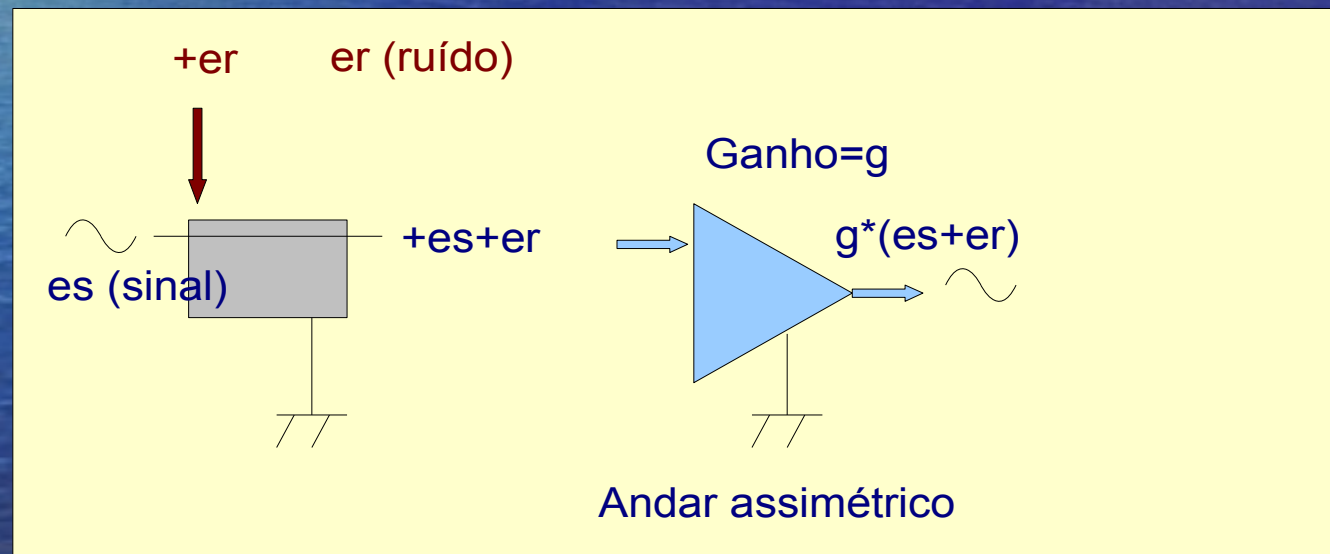 +er
er (ruído)
Ganho=g
+es+er
g*(es+er)
es (sinal)
Andar assimétrico